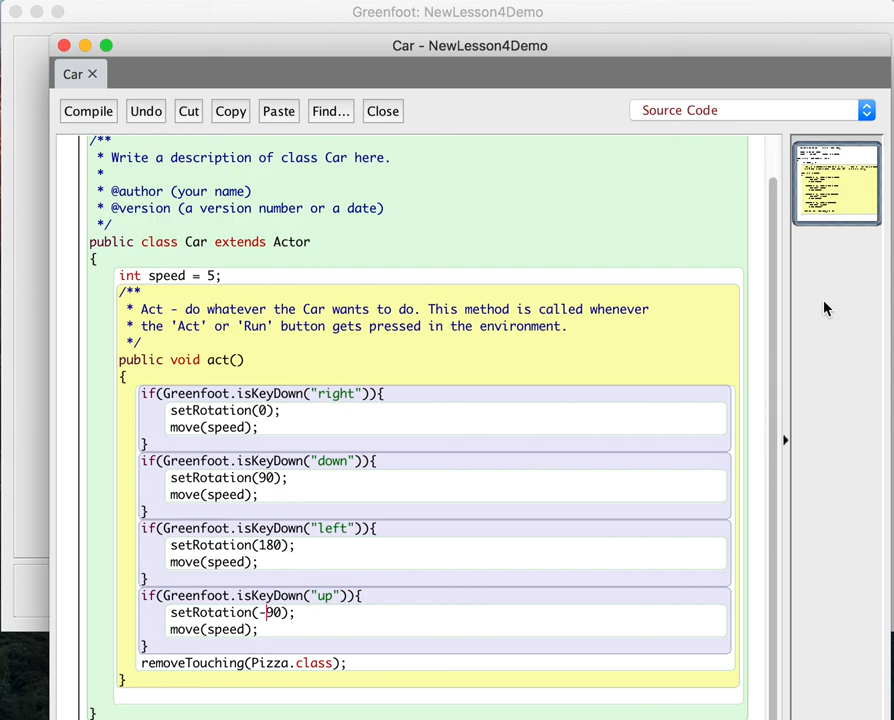 Greenfoot: NewLesson4Demo
Car - NewLesson4Demo
Car ✕
Compile Undo Cut Copy Paste Find... Close Source Code
/**
 * Write a description of class Car here.
 *
 * @author (your name)
 * @version (a version number or a date)
 */
public class Car extends Actor
{
int speed = 5;
/**
 * Act - do whatever the Car wants to do. This method is called whenever
 * the 'Act' or 'Run' button gets pressed in the environment.
 */
public void act()
{
if(Greenfoot.isKeyDown("right")){
setRotation(0);
move(speed);
}
if(Greenfoot.isKeyDown("down")){
setRotation(90);
move(speed);
}
if(Greenfoot.isKeyDown("left")){
setRotation(180);
move(speed);
}
if(Greenfoot.isKeyDown("up")){
setRotation(-90);
move(speed);
}
removeTouching(Pizza.class);
}
}